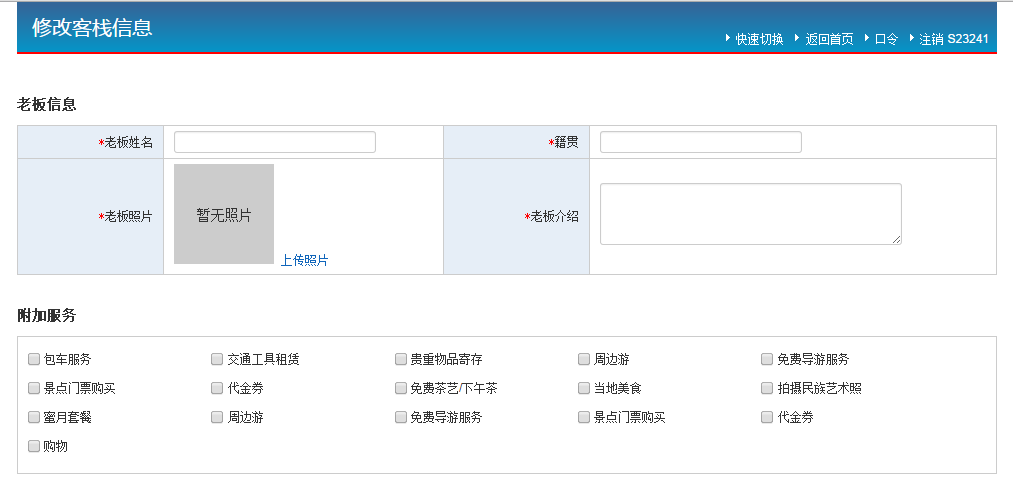 修改客栈信息
快速切换 返回首页 口令 注销 S23241
老板信息
*老板姓名 *籍贯
*老板照片 暂无照片 上传照片 *老板介绍
附加服务
包车服务 交通工具租赁 贵重物品寄存 周边游 免费导游服务
景点门票购买 代金券 免费茶艺/下午茶 当地美食 拍摄民族艺术照
蜜月套餐 周边游 免费导游服务 景点门票购买 代金券
购物